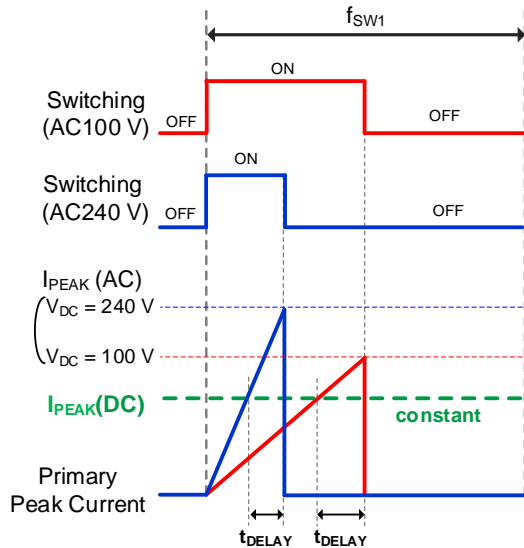 fSW1
ON
Switching
(AC100 V)
OFF
OFF
ON
Switching
(AC240 V)
OFF
OFF
IPEAK (AC)
VDC = 240 V
VDC = 100 V
IPEAK(DC)
constant
Primary
Peak Current
tDELAY
tDELAY